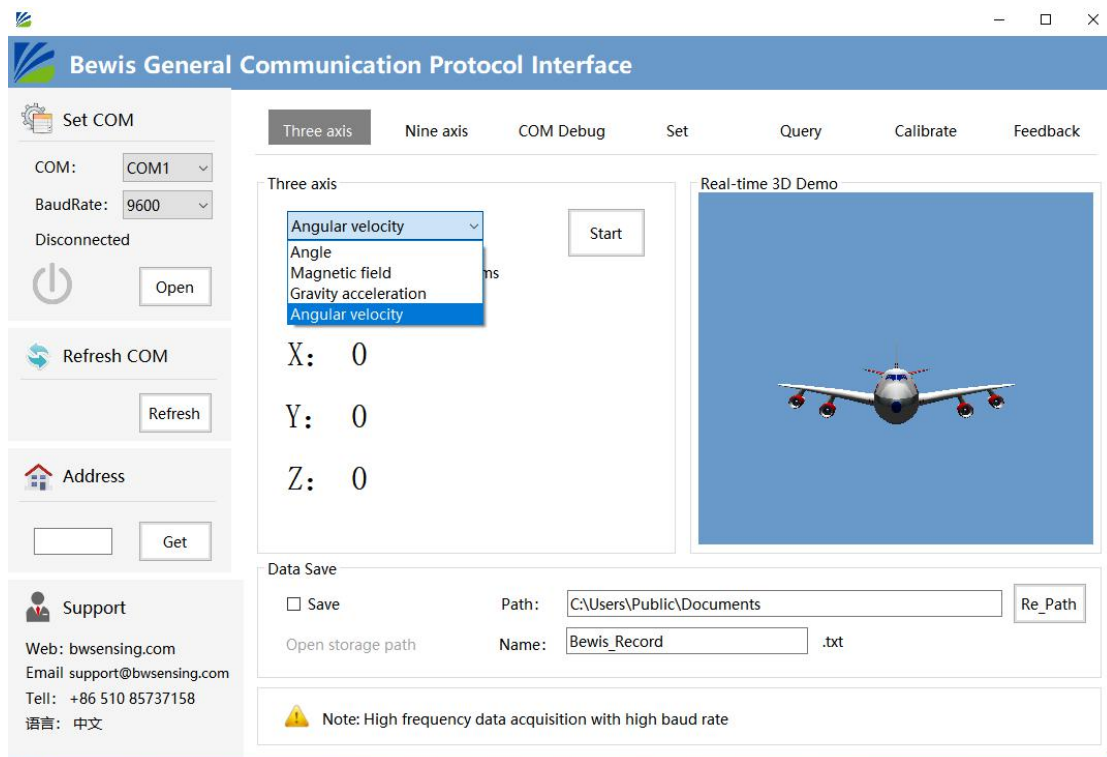 Bewis General Communication Protocol Interface
Set COM
COM: COM1
BaudRate: 9600
Disconnected
Open
Refresh COM
Refresh
Address
Get
Support
Web: bwsensing.com
Email support@bwsensing.com
Tell: +86 510 85737158
语言: 中文
Three axis Nine axis COM Debug Set Query Calibrate Feedback
Three axis
Angular velocity
Start
Angle
Magnetic field
ms
Gravity acceleration
Angular velocity
X: 0
Y: 0
Z: 0
Real-time 3D Demo
Data Save
Save Path: C:\Users\Public\Documents Re_Path
Open storage path Name: Bewis_Record .txt
Note: High frequency data acquisition with high baud rate